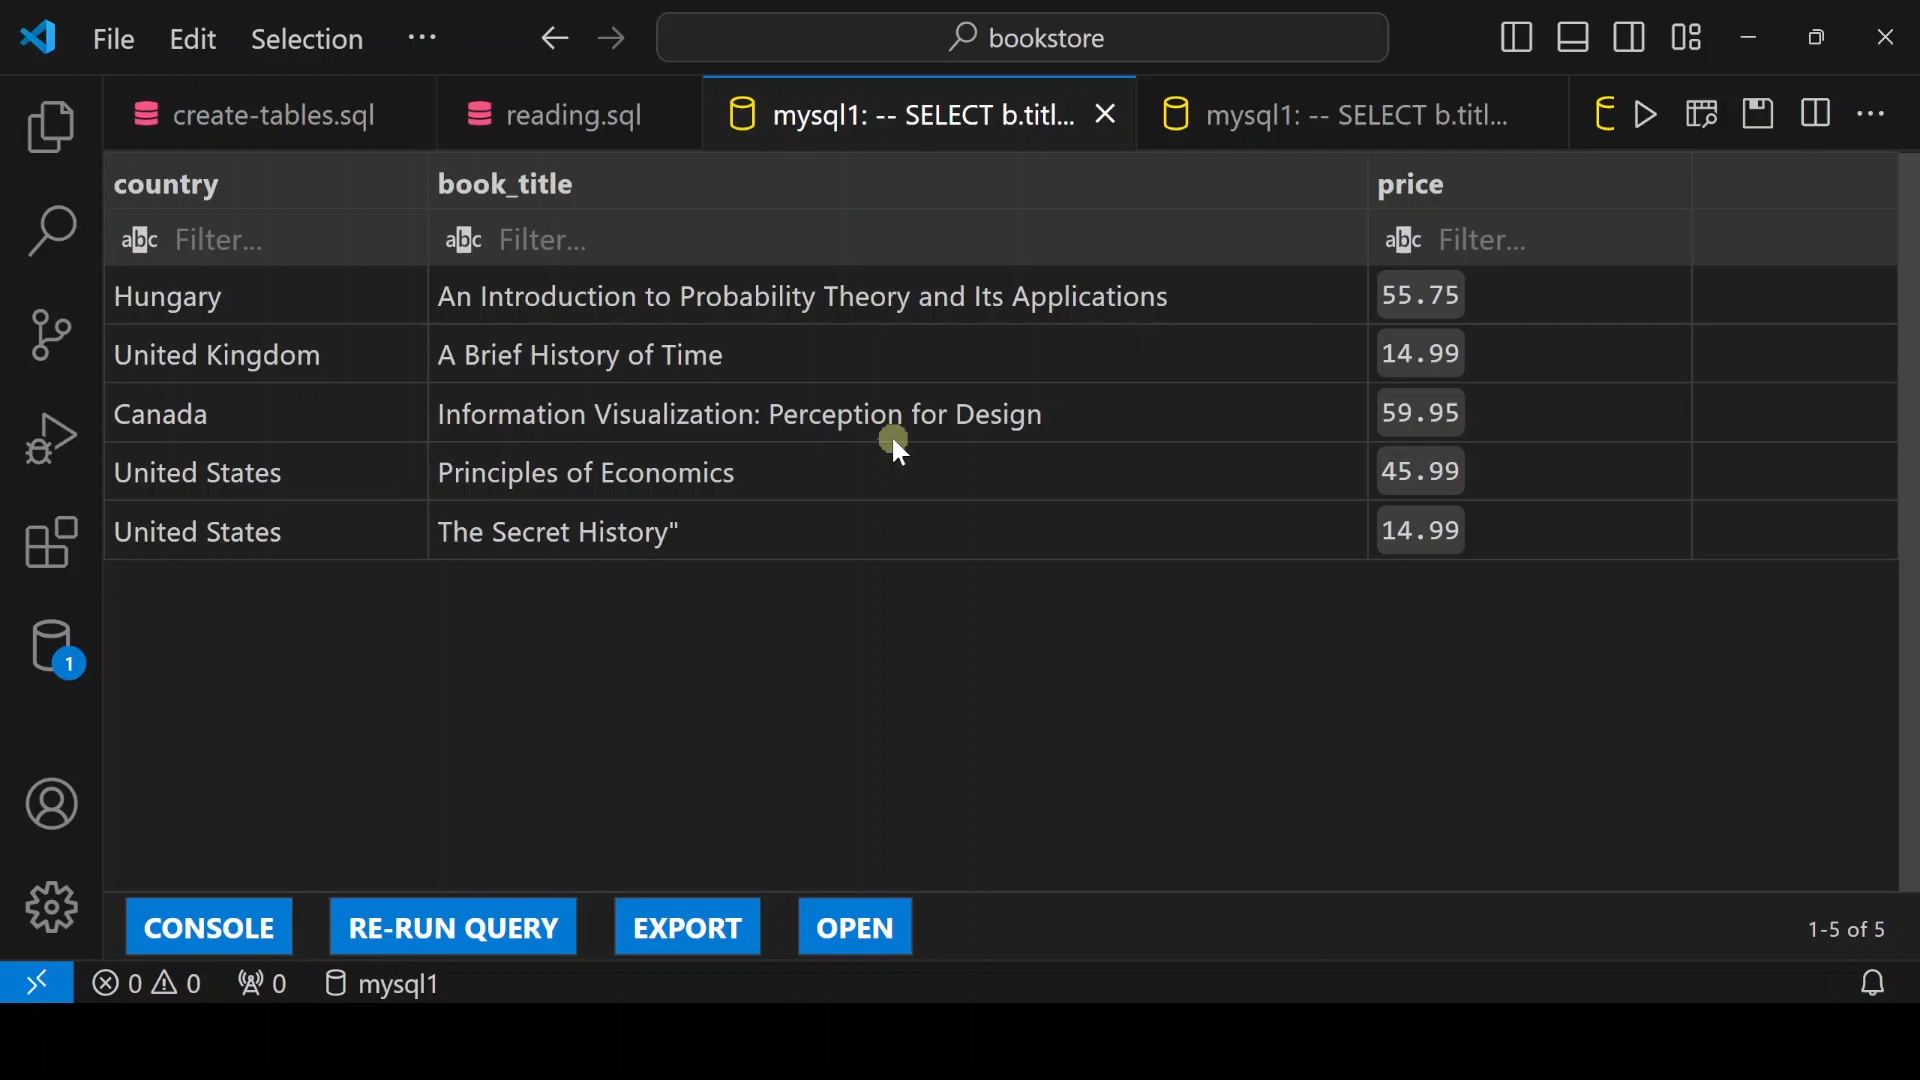 File Edit Selection ··· bookstore
create-tables.sql reading.sql mysql1: -- SELECT b.titl... mysql1: -- SELECT b.titl...
country book_title price
abc Filter... abc Filter... abc Filter...
Hungary An Introduction to Probability Theory and Its Applications 55.75
United Kingdom A Brief History of Time 14.99
Canada Information Visualization: Perception for Design 59.95
United States Principles of Economics 45.99
United States The Secret History" 14.99
1
CONSOLE RE-RUN QUERY EXPORT OPEN 1-5 of 5
0 0 0 mysql1